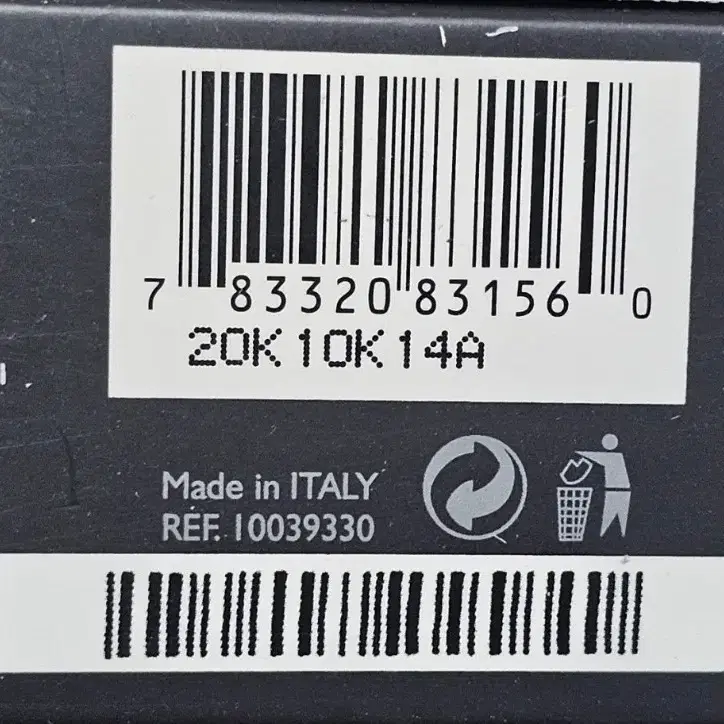 7 83320 83156 0
20K10K14A
Made in ITALY
REF. 10039330